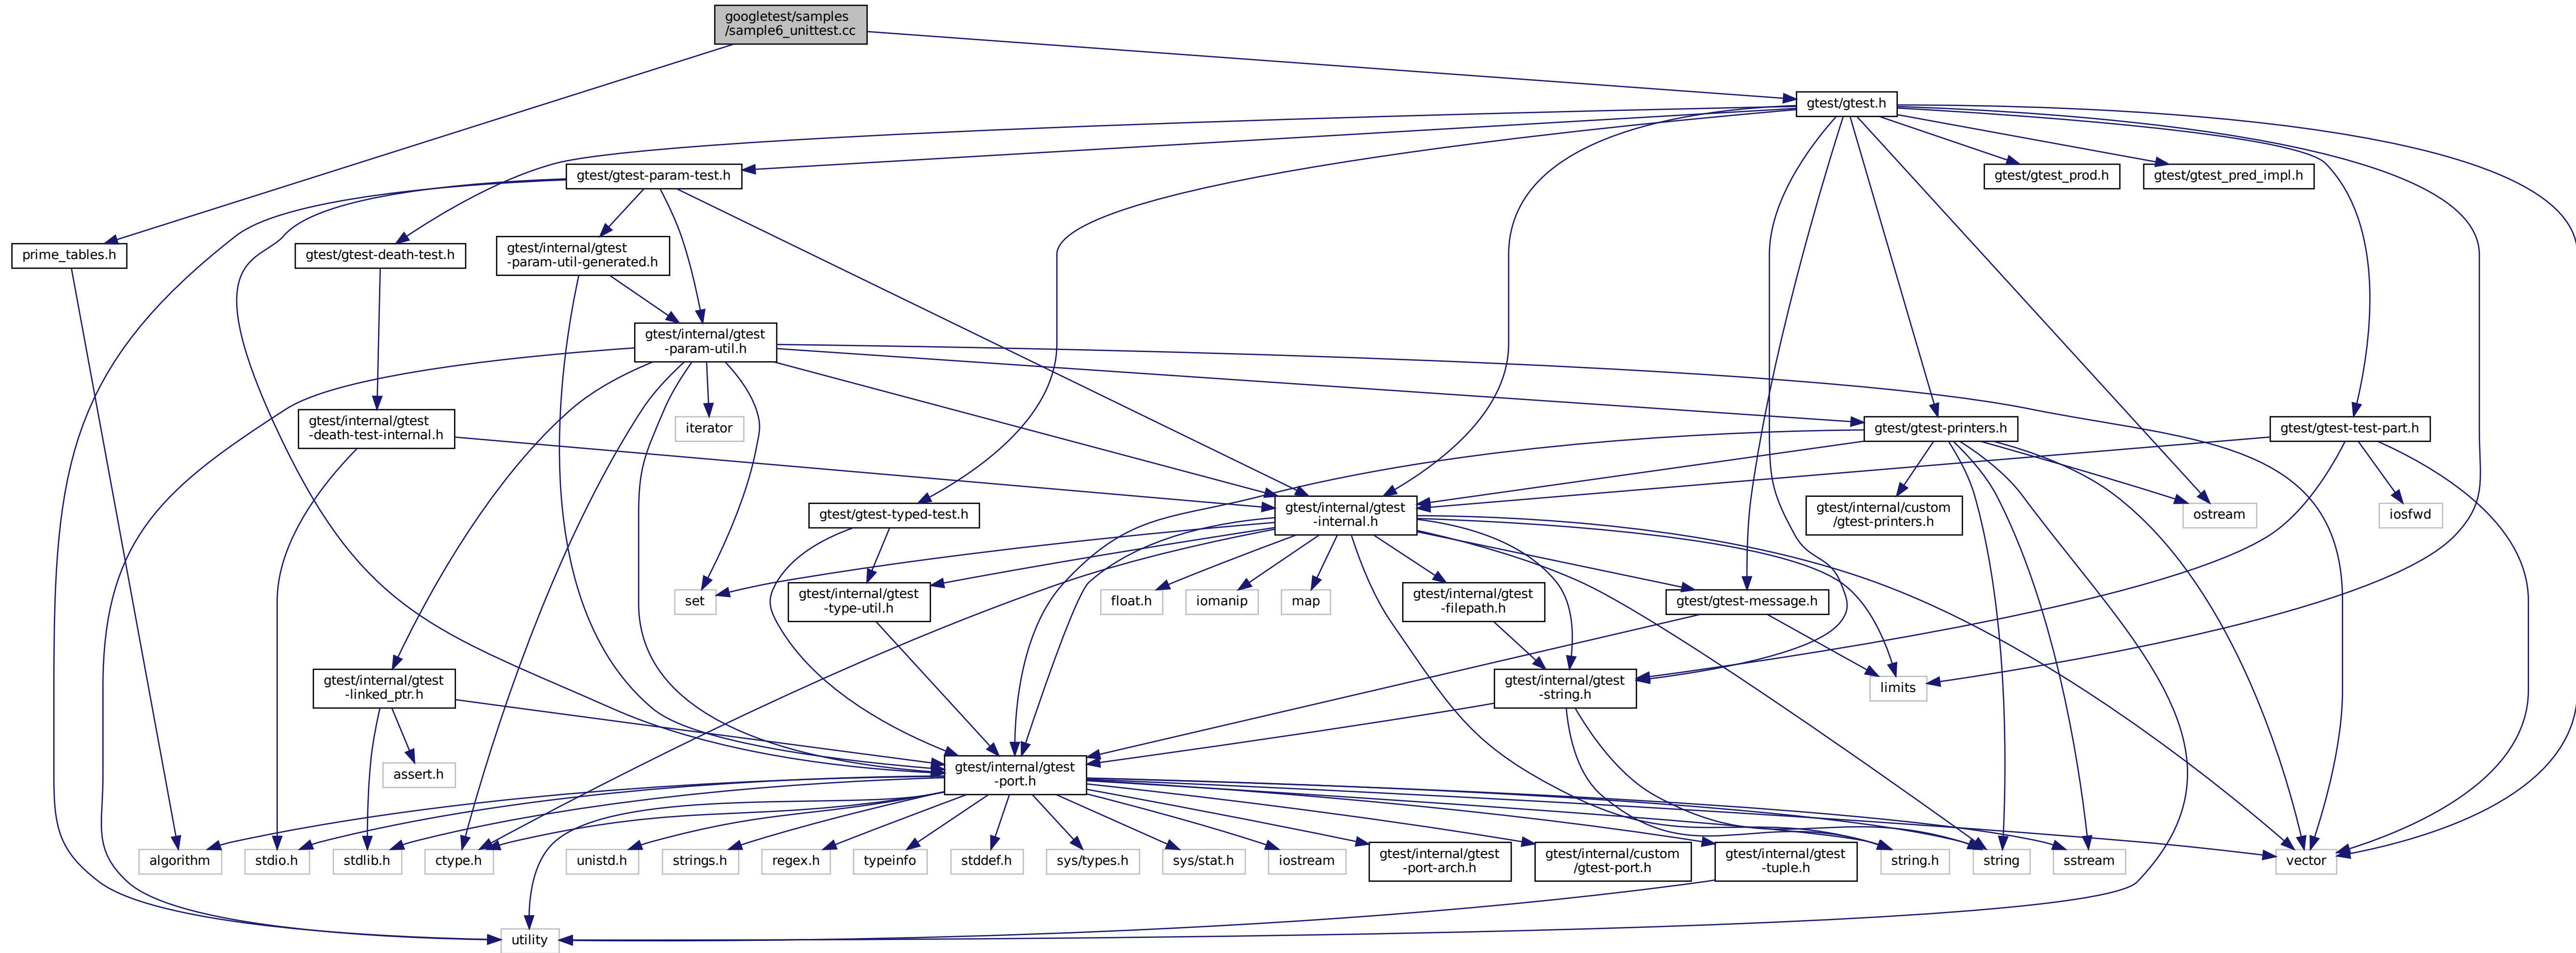 googletest/samples
/sample6_unittest.cc
gtest/gtest.h
gtest/gtest-param-test.h
gtest/gtest_prod.h
gtest/gtest_pred_impl.h
prime_tables.h
gtest/gtest-death-test.h
gtest/internal/gtest
-param-util-generated.h
gtest/internal/gtest
-param-util.h
gtest/internal/gtest
-death-test-internal.h
iterator
gtest/gtest-printers.h
gtest/gtest-test-part.h
gtest/gtest-typed-test.h
gtest/internal/gtest
-internal.h
gtest/internal/custom
/gtest-printers.h
ostream
iosfwd
set
gtest/internal/gtest
-type-util.h
float.h
iomanip
map
gtest/internal/gtest
-filepath.h
gtest/gtest-message.h
gtest/internal/gtest
-linked_ptr.h
gtest/internal/gtest
-string.h
limits
assert.h
gtest/internal/gtest
-port.h
algorithm
stdio.h
stdlib.h
ctype.h
unistd.h
strings.h
regex.h
typeinfo
stddef.h
sys/types.h
sys/stat.h
iostream
gtest/internal/gtest
-port-arch.h
gtest/internal/custom
/gtest-port.h
gtest/internal/gtest
-tuple.h
string.h
string
sstream
vector
utility